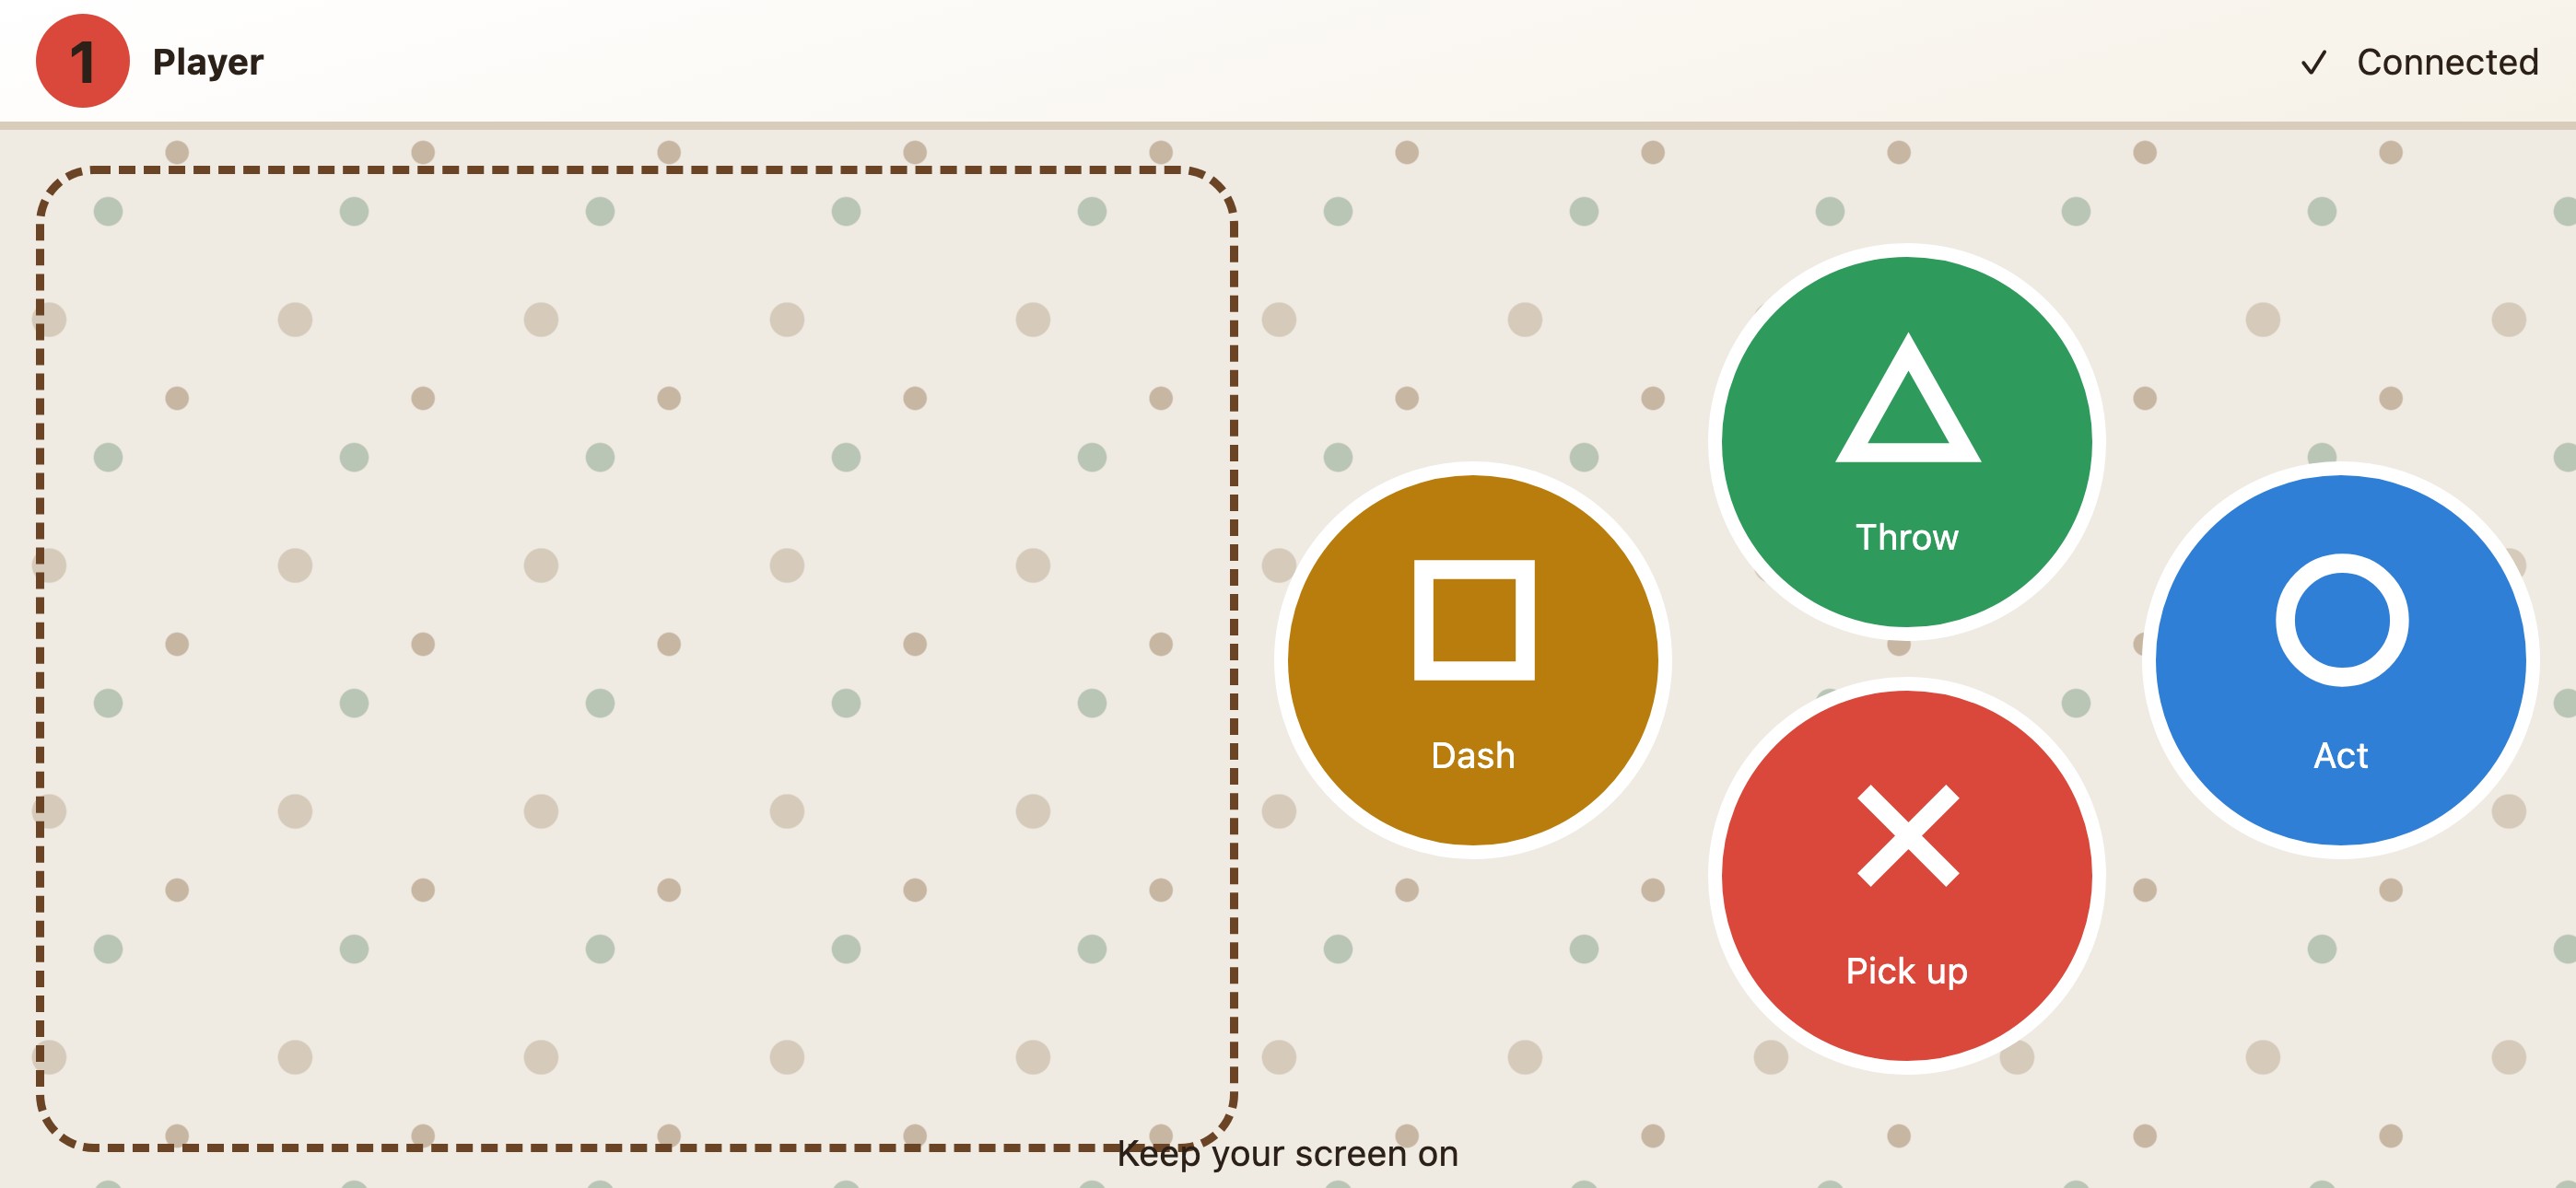 1 Player
✓ Connected
Throw
Dash
Act
Pick up
Keep your screen on